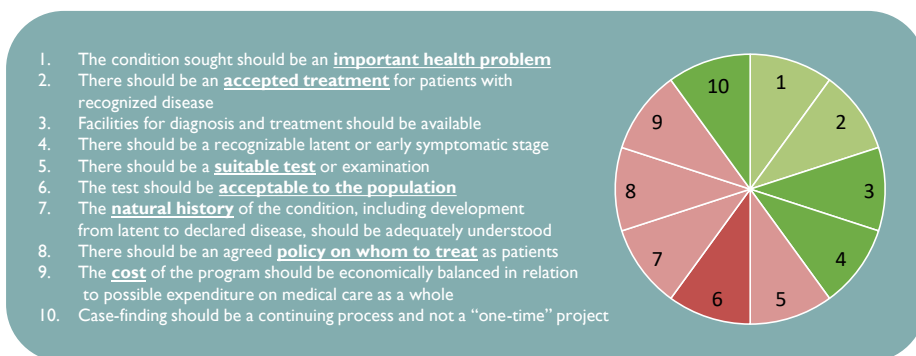 1. The condition sought should be an important health problem
2. There should be an accepted treatment for patients with
recognized disease
3. Facilities for diagnosis and treatment should be available
4. There should be a recognizable latent or early symptomatic stage
5. There should be a suitable test or examination
6. The test should be acceptable to the population
7. The natural history of the condition, including development
from latent to declared disease, should be adequately understood
8. There should be an agreed policy on whom to treat as patients
9. The cost of the program should be economically balanced in relation
to possible expenditure on medical care as a whole
10. Case-finding should be a continuing process and not a “one-time” project
1
2
3
4
5
6
7
8
9
10